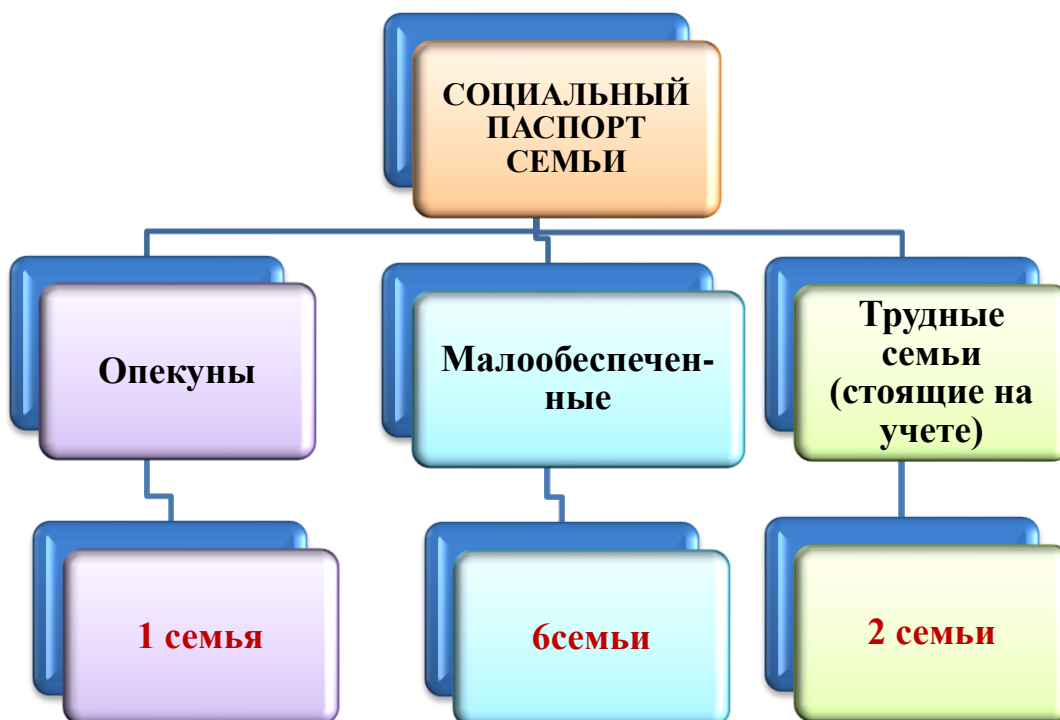 СОЦИАЛЬНЫЙ
ПАСПОРТ
СЕМЬИ
Опекуны
Малообеспечен-
ные
Трудные
семьи
(стоящие на
учете)
1 семья
6семьи
2 семьи